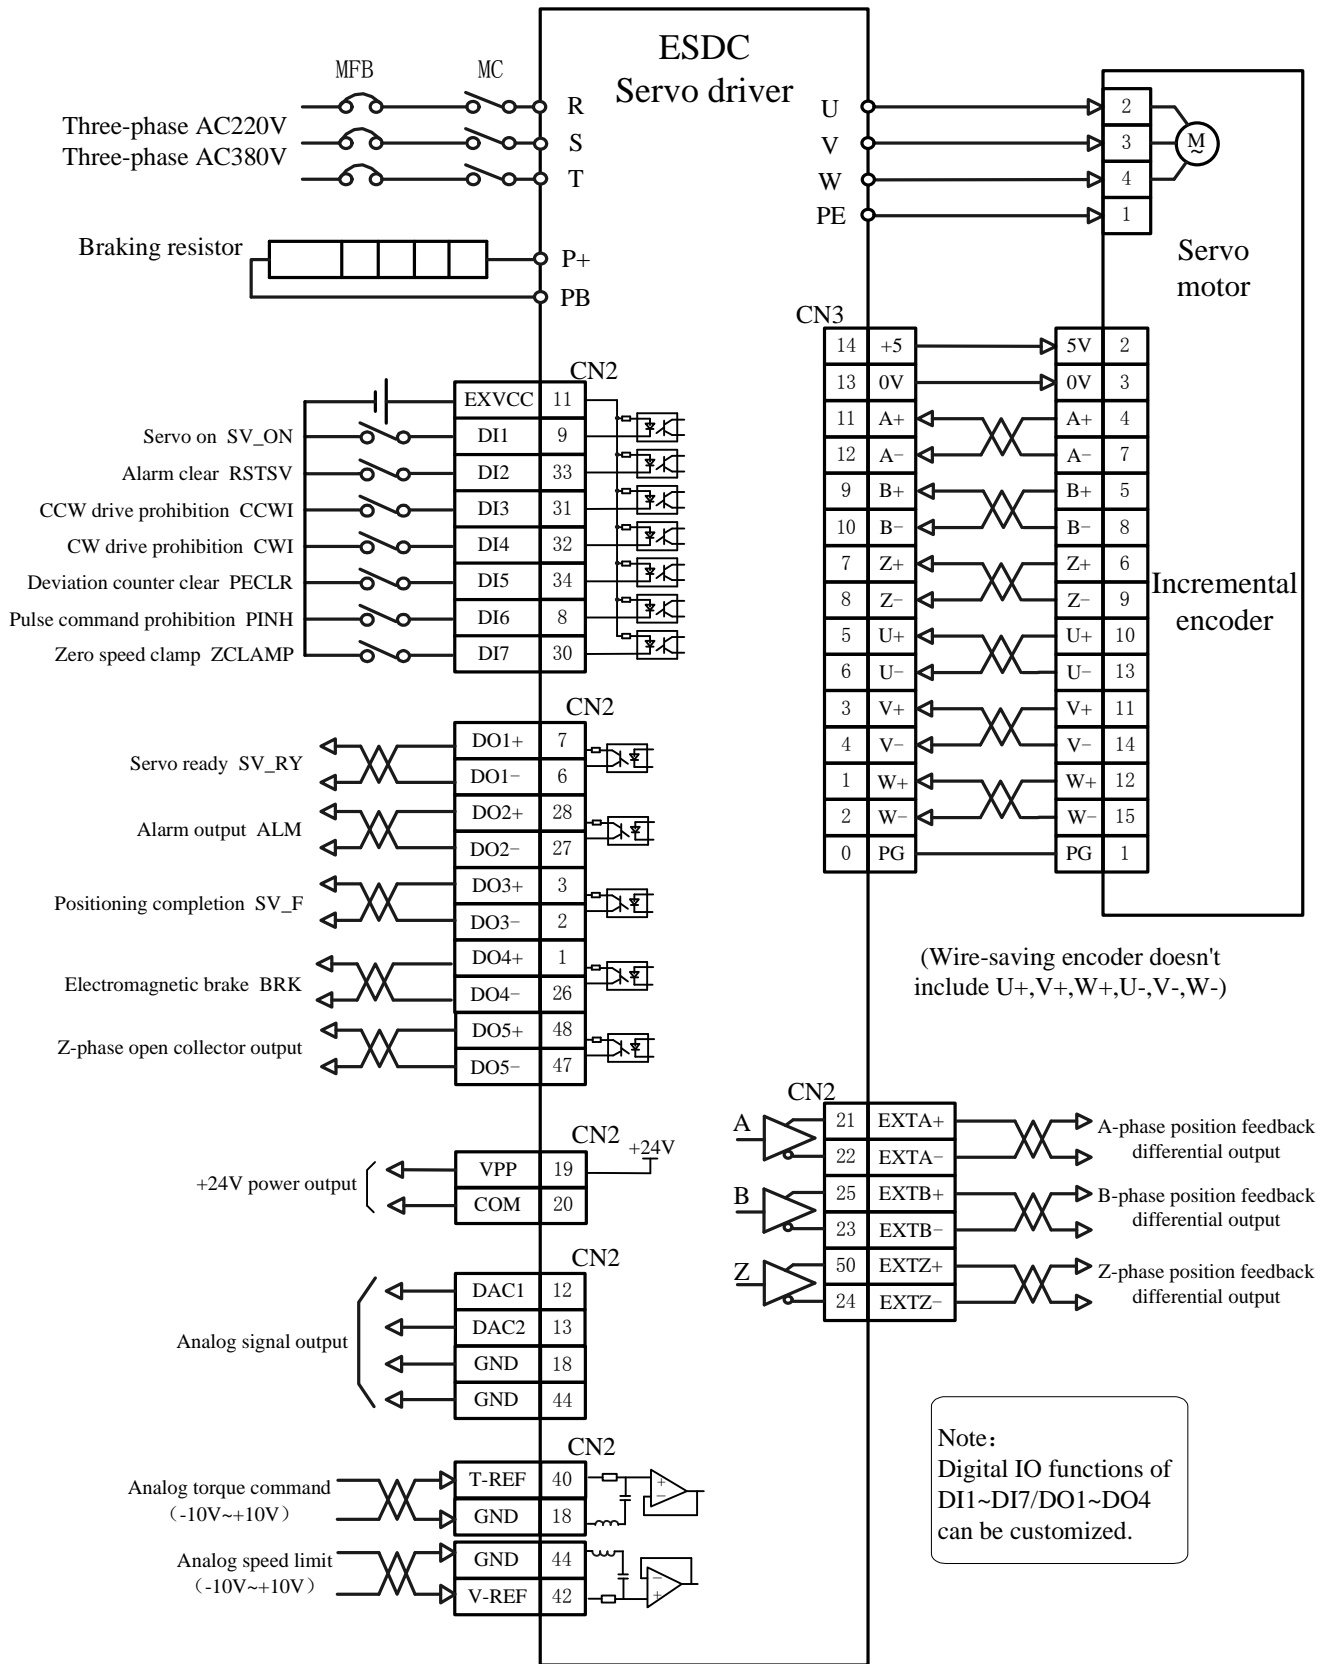 ESDC
Servo driver
MFB MC
Three-phase AC220V
Three-phase AC380V
R
S
T
U
V
W
PE
2
3
4
1
M
~
Servo
motor
Braking resistor
P+
PB
CN2
EXVCC 11
Servo on SV_ON DI1 9
Alarm clear RSTSV DI2 33
CCW drive prohibition CCWI DI3 31
CW drive prohibition CWI DI4 32
Deviation counter clear PECLR DI5 34
Pulse command prohibition PINH DI6 8
Zero speed clamp ZCLAMP DI7 30
CN3
14 +5 5V 2
13 0V 0V 3
11 A+ A+ 4
12 A- A- 7
9 B+ B+ 5
10 B- B- 8
7 Z+ Z+ 6
8 Z- Z- 9
5 U+ U+ 10
6 U- U- 13
3 V+ V+ 11
4 V- V- 14
1 W+ W+ 12
2 W- W- 15
0 PG PG 1
Incremental
encoder
(Wire-saving encoder doesn't
include U+,V+,W+,U-,V-,W-)
CN2
Servo ready SV_RY
DO1+ 7
DO1- 6
Alarm output ALM
DO2+ 28
DO2- 27
Positioning completion SV_F
DO3+ 3
DO3- 2
Electromagnetic brake BRK
DO4+ 1
DO4- 26
Z-phase open collector output
DO5+ 48
DO5- 47
CN2
+24V
+24V power output
VPP 19
COM 20
CN2
Analog signal output
DAC1 12
DAC2 13
GND 18
GND 44
CN2
Analog torque command
(-10V~+10V)
T-REF 40
GND 18
+
-
Analog speed limit
(-10V~+10V)
GND 44
V-REF 42
-
+
CN2
A
21 EXTA+
22 EXTA-
A-phase position feedback
differential output
B
25 EXTB+
23 EXTB-
B-phase position feedback
differential output
Z
50 EXTZ+
24 EXTZ-
Z-phase position feedback
differential output
Note：
Digital IO functions of
DI1~DI7/DO1~DO4
can be customized.